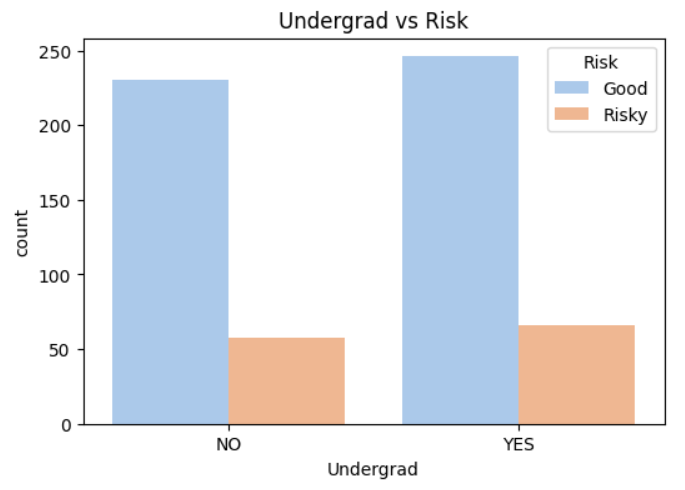 Undergrad vs Risk
250
200
150
100
50
0
count
Risk
Good
Risky
NO
YES
Undergrad